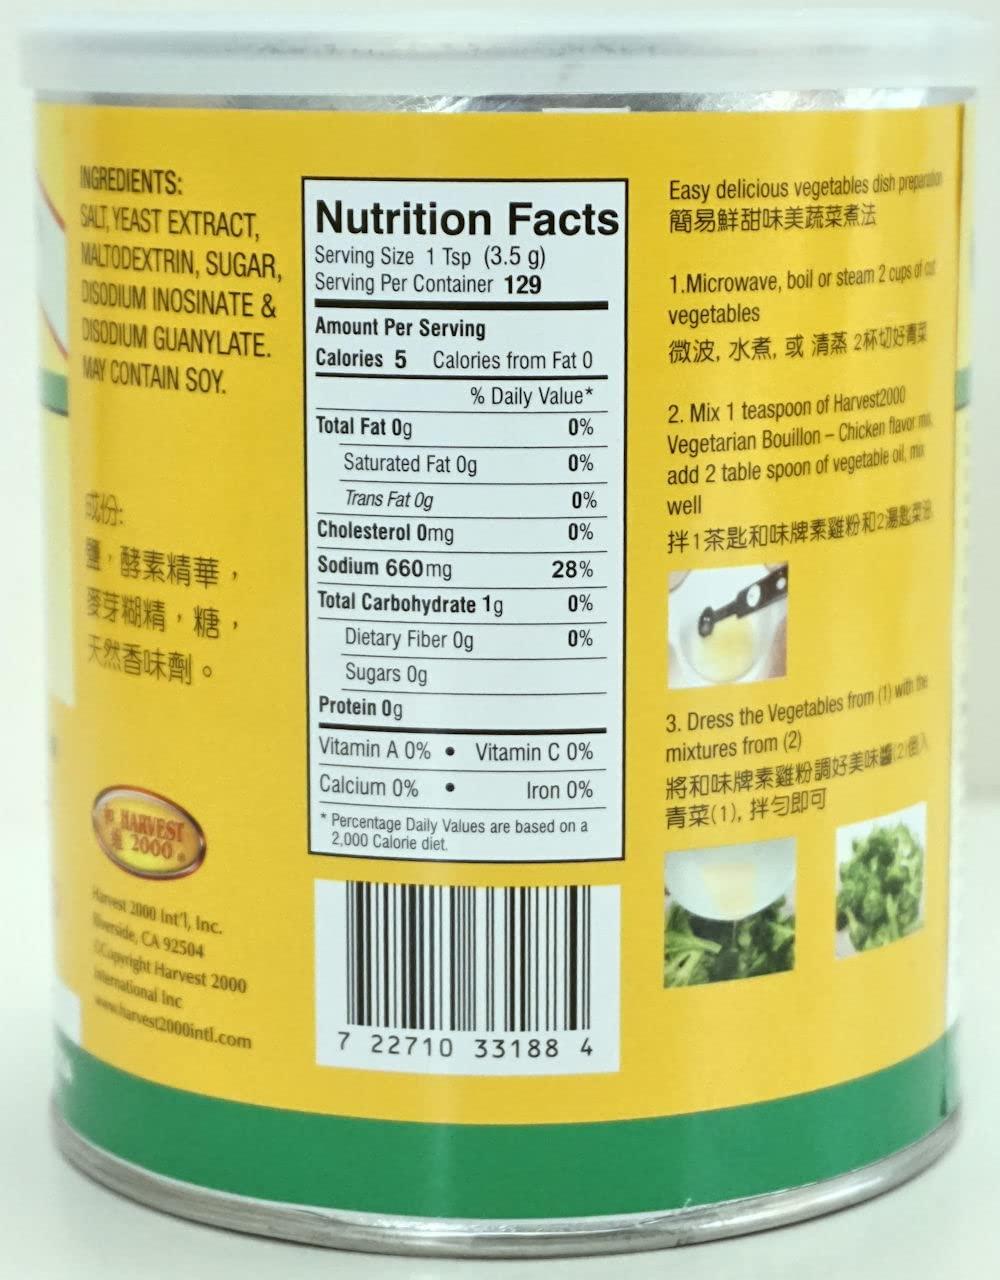 INGREDIENTS:
SALT, YEAST EXTRACT,
MALTODEXTRIN, SUGAR,
DISODIUM INOSINATE &
DISODIUM GUANYLATE.
MAY CONTAIN SOY.
成份:
鹽，酵素精華，
麥芽糊精，糖，
天然香味劑。
HARVEST
2000
Harvest 2000 Int'l, Inc.
Riverside, CA 92504
©Copyright Harvest 2000
International Inc
www.harvest2000intl.com
Nutrition Facts
Serving Size 1 Tsp (3.5 g)
Serving Per Container 129
Amount Per Serving
Calories 5 Calories from Fat 0
% Daily Value*
Total Fat 0g 0%
Saturated Fat 0g 0%
Trans Fat 0g 0%
Cholesterol 0mg 0%
Sodium 660mg 28%
Total Carbohydrate 1g 0%
Dietary Fiber 0g 0%
Sugars 0g
Protein 0g
Vitamin A 0% • Vitamin C 0%
Calcium 0% • Iron 0%
* Percentage Daily Values are based on a
2,000 Calorie diet.
7 22710 33188 4
Easy delicious vegetables dish preparation
簡易鮮甜味美蔬菜煮法
1.Microwave, boil or steam 2 cups of cut
vegetables
微波, 水煮, 或 清蒸 2杯切好青菜
2. Mix 1 teaspoon of Harvest2000
Vegetarian Bouillon – Chicken flavor mix,
add 2 table spoon of vegetable oil, mix
well
拌1茶匙和味牌素雞粉和2湯匙菜油
3. Dress the Vegetables from (1) with the
mixtures from (2)
將和味牌素雞粉調好美味醬(2)倒入
青菜(1), 拌勻即可